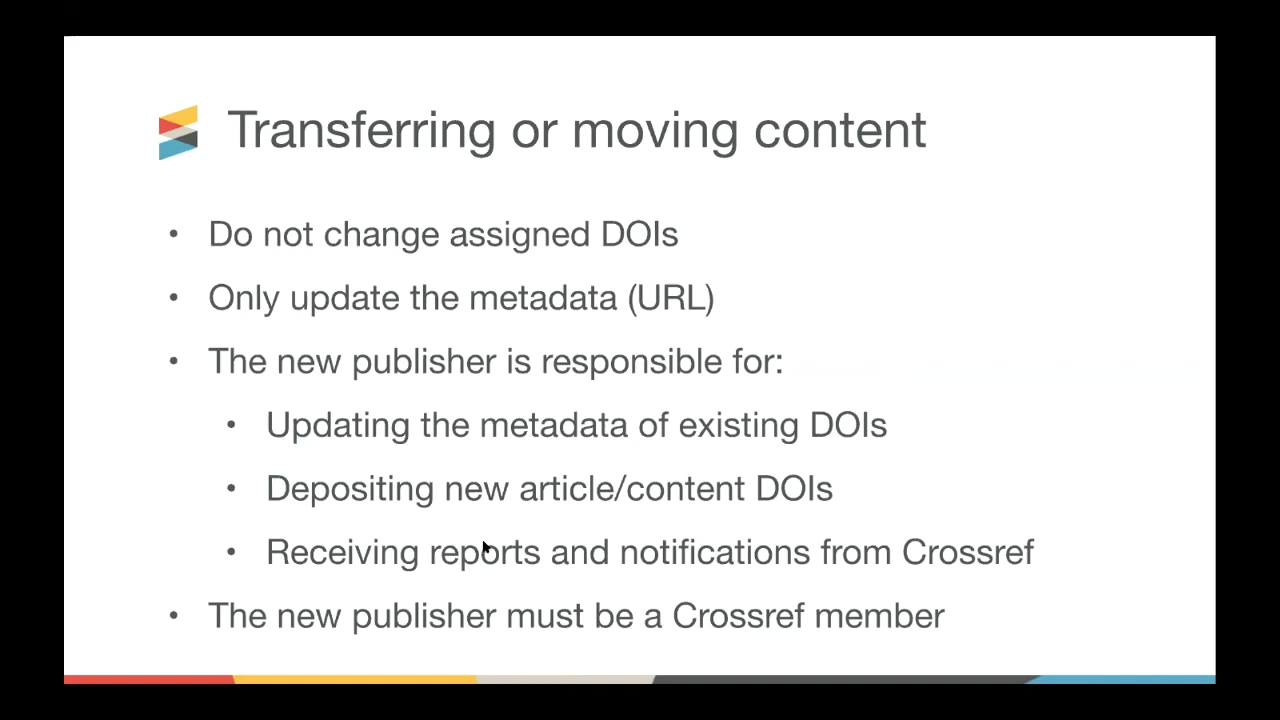 Transferring or moving content
• Do not change assigned DOIs
• Only update the metadata (URL)
• The new publisher is responsible for:
• Updating the metadata of existing DOIs
• Depositing new article/content DOIs
• Receiving reports and notifications from Crossref
• The new publisher must be a Crossref member